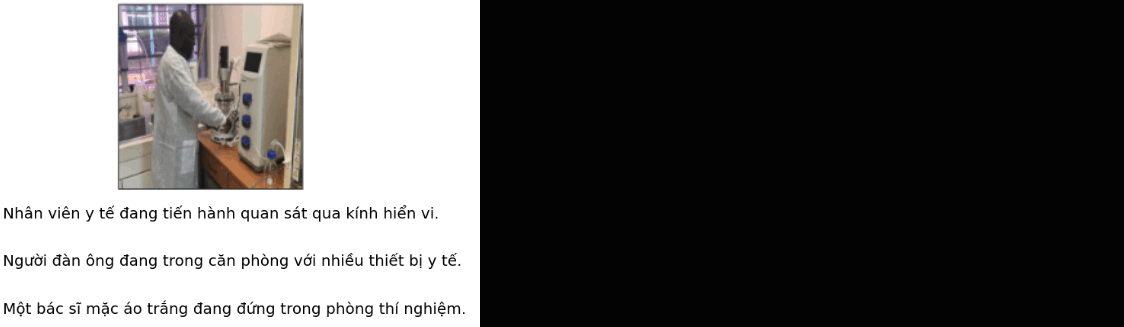 Nhân viên y tế đang tiến hành quan sát qua kính hiển vi.
Người đàn ông đang trong căn phòng với nhiều thiết bị y tế.
Một bác sĩ mặc áo trắng đang đứng trong phòng thí nghiệm.